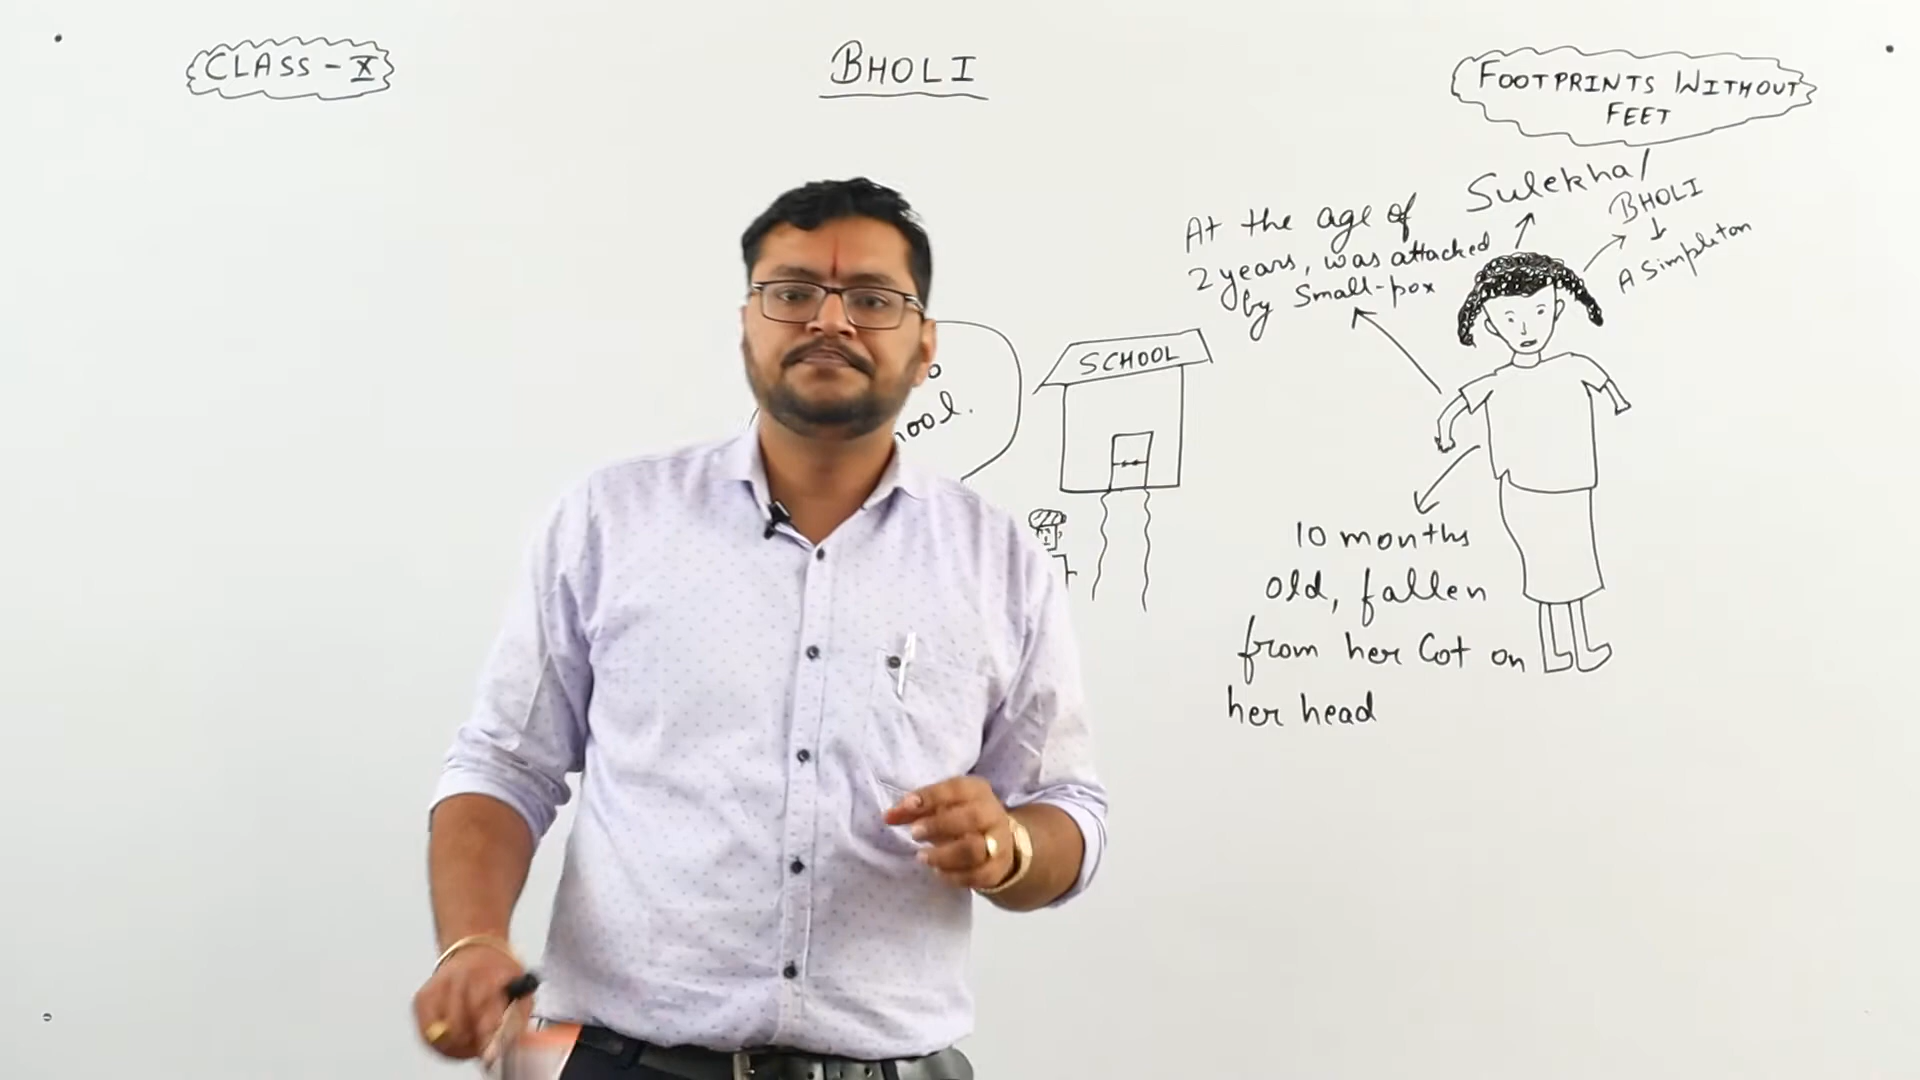 CLASS - X
BHOLI
FOOTPRINTS WITHOUT
FEET
Sulekha/
BHOLI
A Simpleton
At the age of
2 years, was attacked
by Small-pox
SCHOOL
10 months
old, fallen
from her Cot on
her head